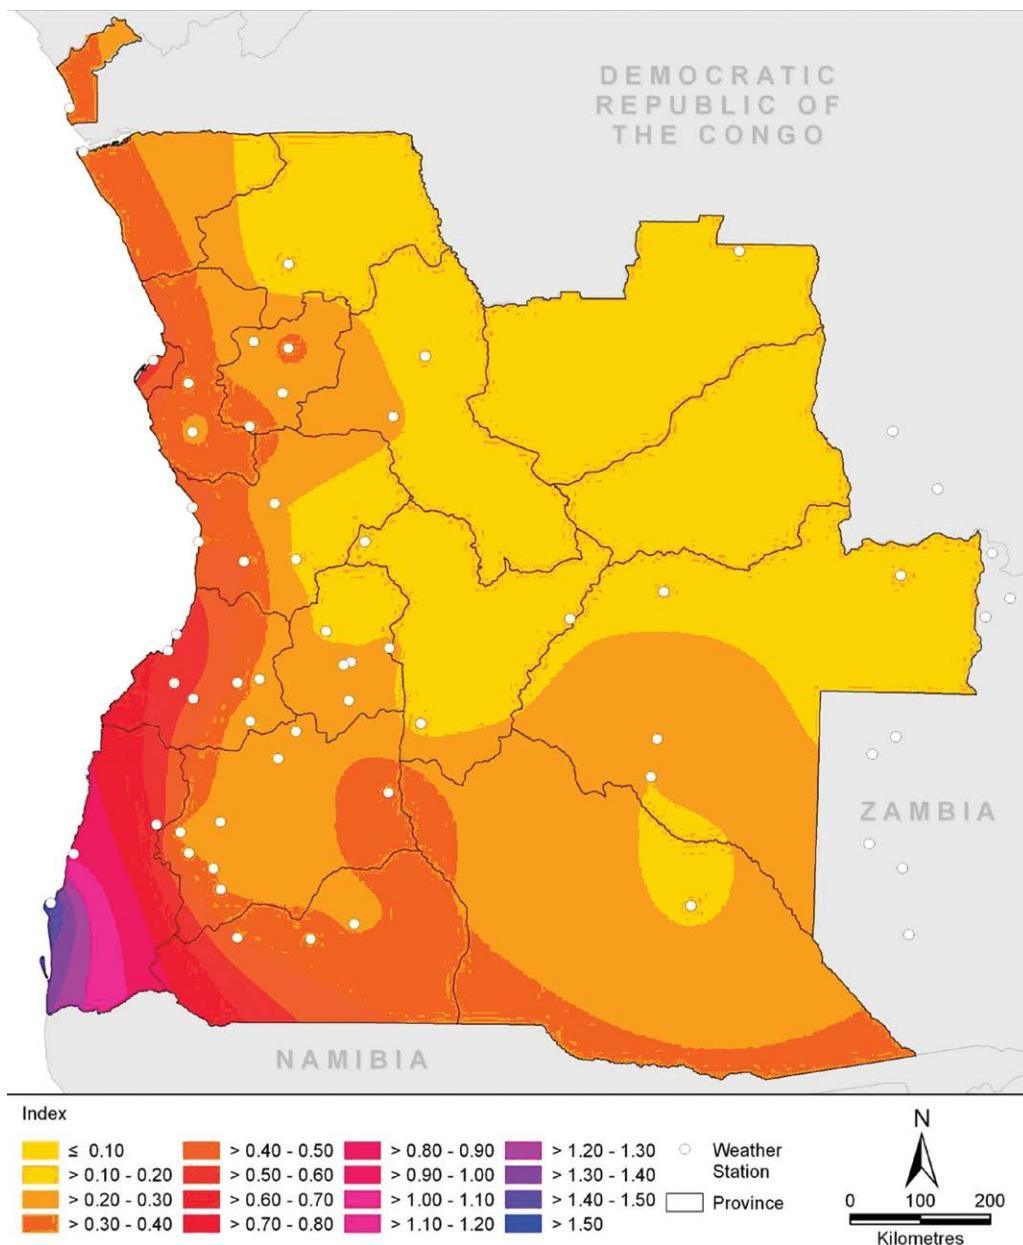 DEMOCRATIC
REPUBLIC OF
THE CONGO
ZAMBIA
NAMIBIA
Index
≤ 0.10
> 0.10 - 0.20
> 0.20 - 0.30
> 0.30 - 0.40
> 0.40 - 0.50
> 0.50 - 0.60
> 0.60 - 0.70
> 0.70 - 0.80
> 0.80 - 0.90
> 0.90 - 1.00
> 1.00 - 1.10
> 1.10 - 1.20
> 1.20 - 1.30
> 1.30 - 1.40
> 1.40 - 1.50
> 1.50
Weather
Station
Province
N
0 100 200
Kilometres